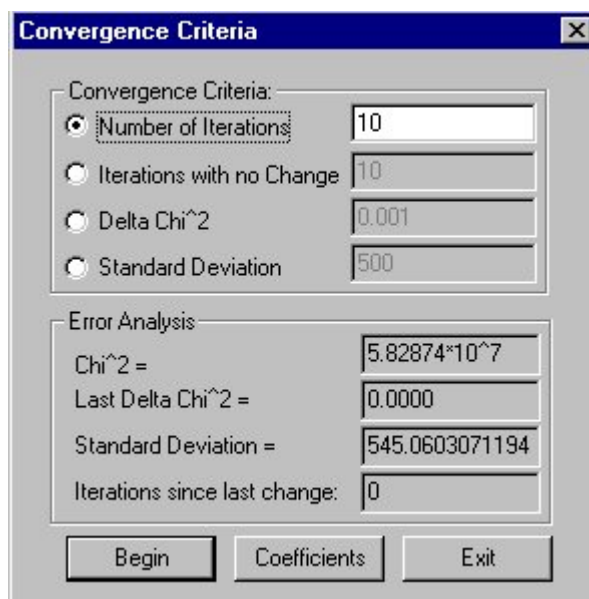 Convergence Criteria
Convergence Criteria:
Number of Iterations 10
Iterations with no Change 10
Delta Chi^2 0.001
Standard Deviation 500
Error Analysis
Chi^2 = 5.82874*10^7
Last Delta Chi^2 = 0.0000
Standard Deviation = 545.0603071194
Iterations since last change: 0
Begin Coefficients Exit